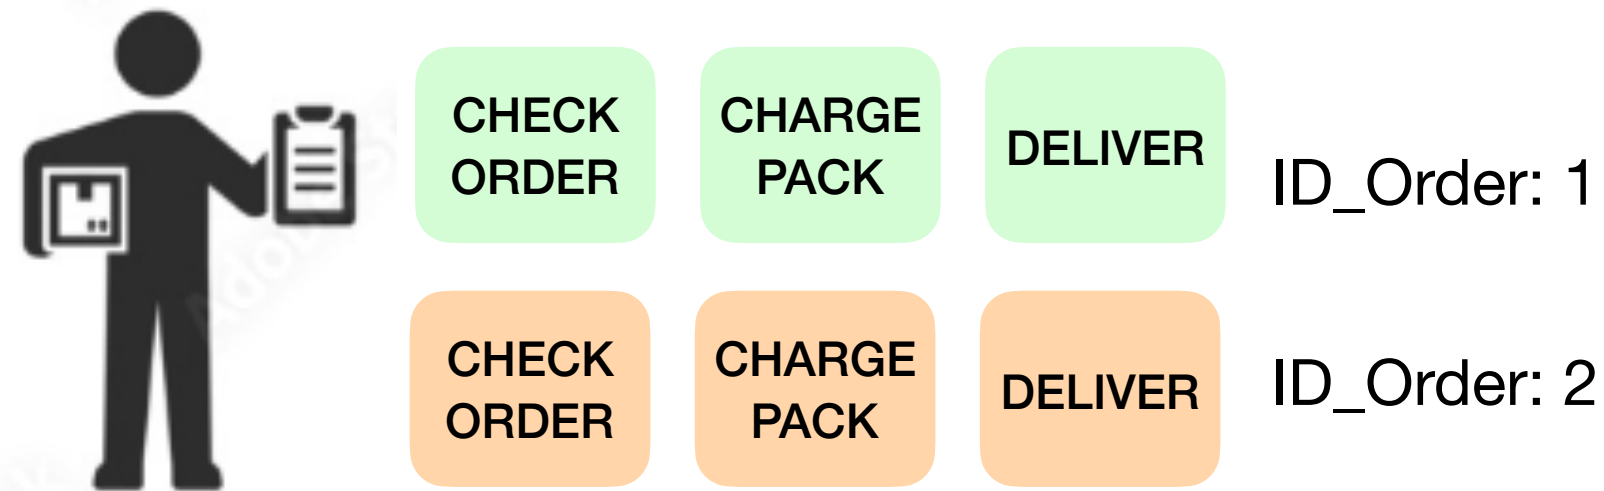 CHECK
ORDER
CHARGE
PACK
DELIVER
ID_Order: 1
CHECK
ORDER
CHARGE
PACK
DELIVER
ID_Order: 2